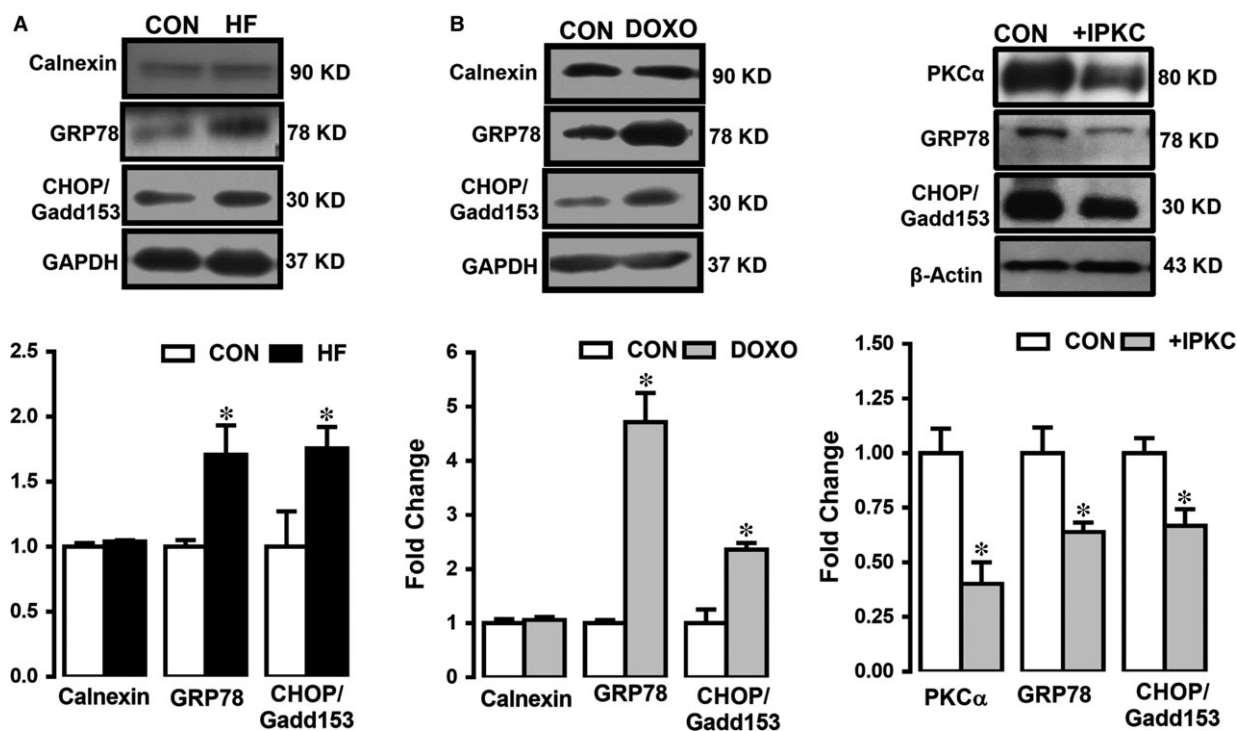 A
CON HF
Calnexin 90 KD
GRP78 78 KD
CHOP/
Gadd153 30 KD
GAPDH 37 KD
2.5
2.0
1.5
1.0
0.5
0.0
CON HF
*
*
Calnexin GRP78 CHOP/
Gadd153
B
CON DOXO
Calnexin 90 KD
GRP78 78 KD
CHOP/
Gadd153 30 KD
GAPDH 37 KD
Fold Change
6
5
4
3
2
1
0
CON DOXO
*
*
Calnexin GRP78 CHOP/
Gadd153
CON +IPKC
PKCα 80 KD
GRP78 78 KD
CHOP/
Gadd153 30 KD
β-Actin 43 KD
Fold Change
1.50
1.25
1.00
0.75
0.50
0.25
0.00
CON +IPKC
*
*
*
PKCα GRP78 CHOP/
Gadd153